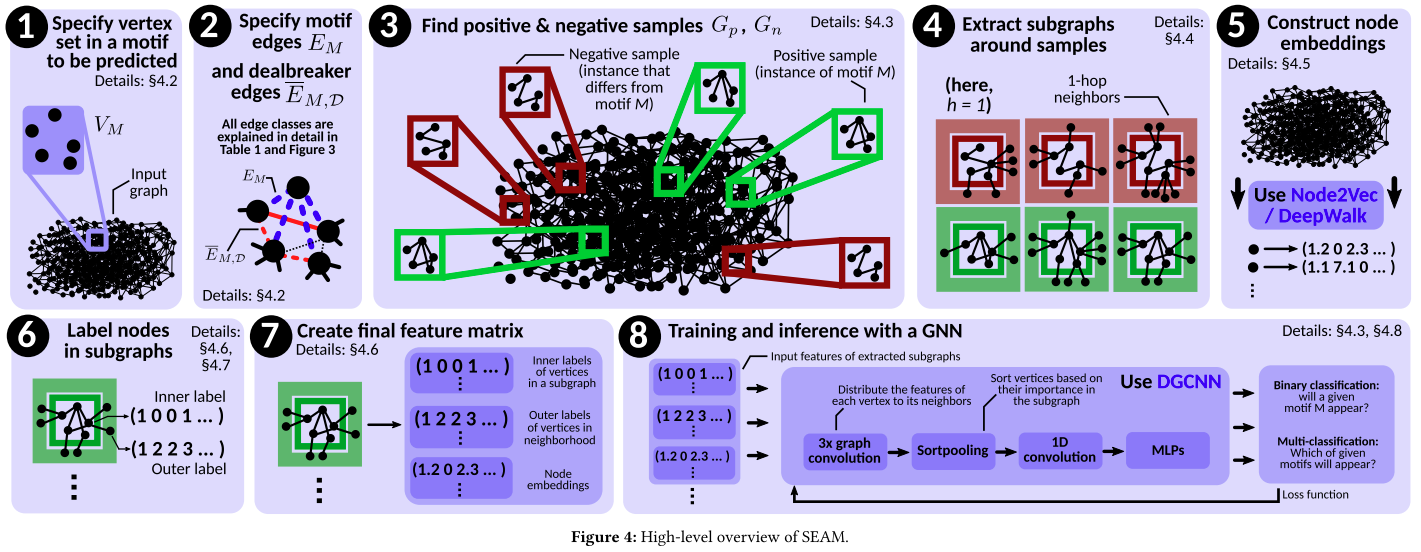 1 Specify vertex
set in a motif
to be predicted
Details: §4.2
V_M
Input
graph
2 Specify motif
edges E_M
and dealbreaker
edges E̅_{M,D}
All edge classes are
explained in detail in
Table 1 and Figure 3
E_M
E̅_{M,D}
Details: §4.2
3 Find positive & negative samples G_p, G_n
Details: §4.3
Negative sample
(instance that
differs from
motif M)
Positive sample
(instance of motif M)
4 Extract subgraphs
around samples
Details:
§4.4
(here,
h = 1)
1-hop
neighbors
5 Construct node
embeddings
Details: §4.5
Use Node2Vec
/ DeepWalk
(1.2 0 2.3 ... )
(1.1 7.1 0 ... )
⋮
6 Label nodes
in subgraphs
Details:
§4.6,
§4.7
Inner label
(1 0 0 1 ... )
(1 2 2 3 ... )
Outer label
⋮
7 Create final feature matrix
Details: §4.6
⋮
(1 0 0 1 ... )
⋮
Inner labels
of vertices
in a subgraph
(1 2 2 3 ... )
⋮
Outer labels
of vertices in
neighborhood
(1.2 0 2.3 ... )
⋮
Node
embeddings
8 Training and inference with a GNN
Details: §4.3, §4.8
Input features of extracted subgraphs
(1 0 0 1 ... )
⋮
(1 2 2 3 ... )
⋮
(1.2 0 2.3 ... )
⋮
⋮
Use DGCNN
Distribute the features of
each vertex to its neighbors
Sort vertices based on
their importance in
the subgraph
3x graph
convolution
Sortpooling
1D
convolution
MLPs
Binary classification:
will a given
motif M appear?
Multi-classification:
Which of given
motifs will appear?
Loss function
Figure 4: High-level overview of SEAM.